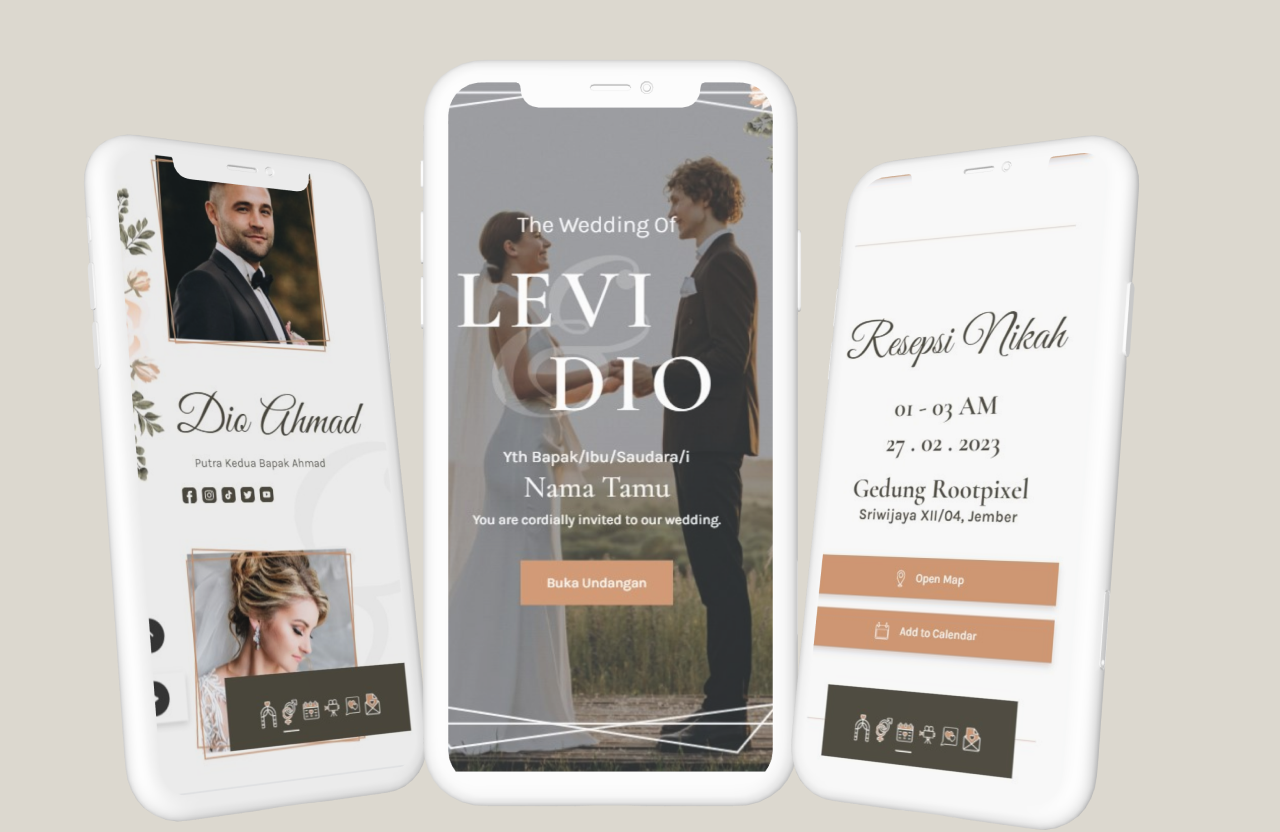 Dio Ahmad
Putra Kedua Bapak Ahmad
The Wedding Of
LEVI
&
DIO
Yth Bapak/Ibu/Saudara/i
Nama Tamu
You are cordially invited to our wedding.
Buka Undangan
Resepsi Nikah
01 - 03 AM
27 . 02 . 2023
Gedung Rootpixel
Sriwijaya XII/04, Jember
Open Map
Add to Calendar